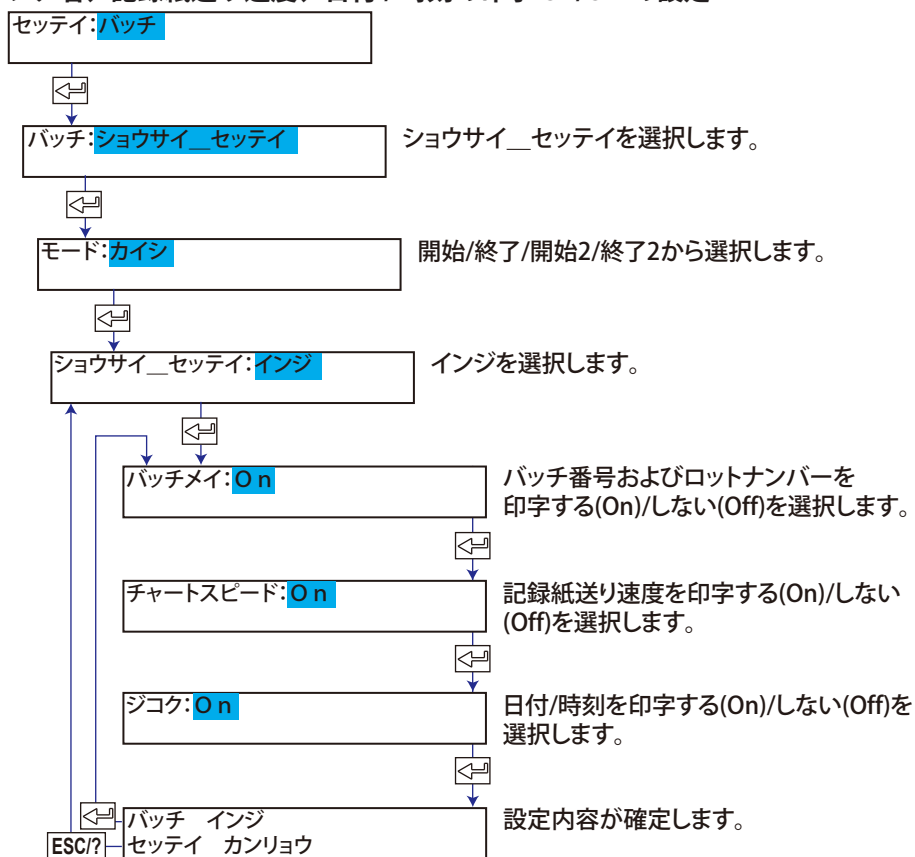 セッテイ：バッチ
バッチ：ショウサイ＿セッテイ
ショウサイ＿セッテイを選択します。
モード：カイシ
開始/終了/開始2/終了2から選択します。
ショウサイ＿セッテイ：インジ
インジを選択します。
バッチメイ：On
バッチ番号およびロットナンバーを
印字する(On)/しない(Off)を選択します。
チャートスピード：On
記録紙送り速度を印字する(On)/しない
(Off)を選択します。
ジコク：On
日付/時刻を印字する(On)/しない(Off)を
選択します。
バッチ　インジ
セッテイ　カンリョウ
設定内容が確定します。
ESC/?